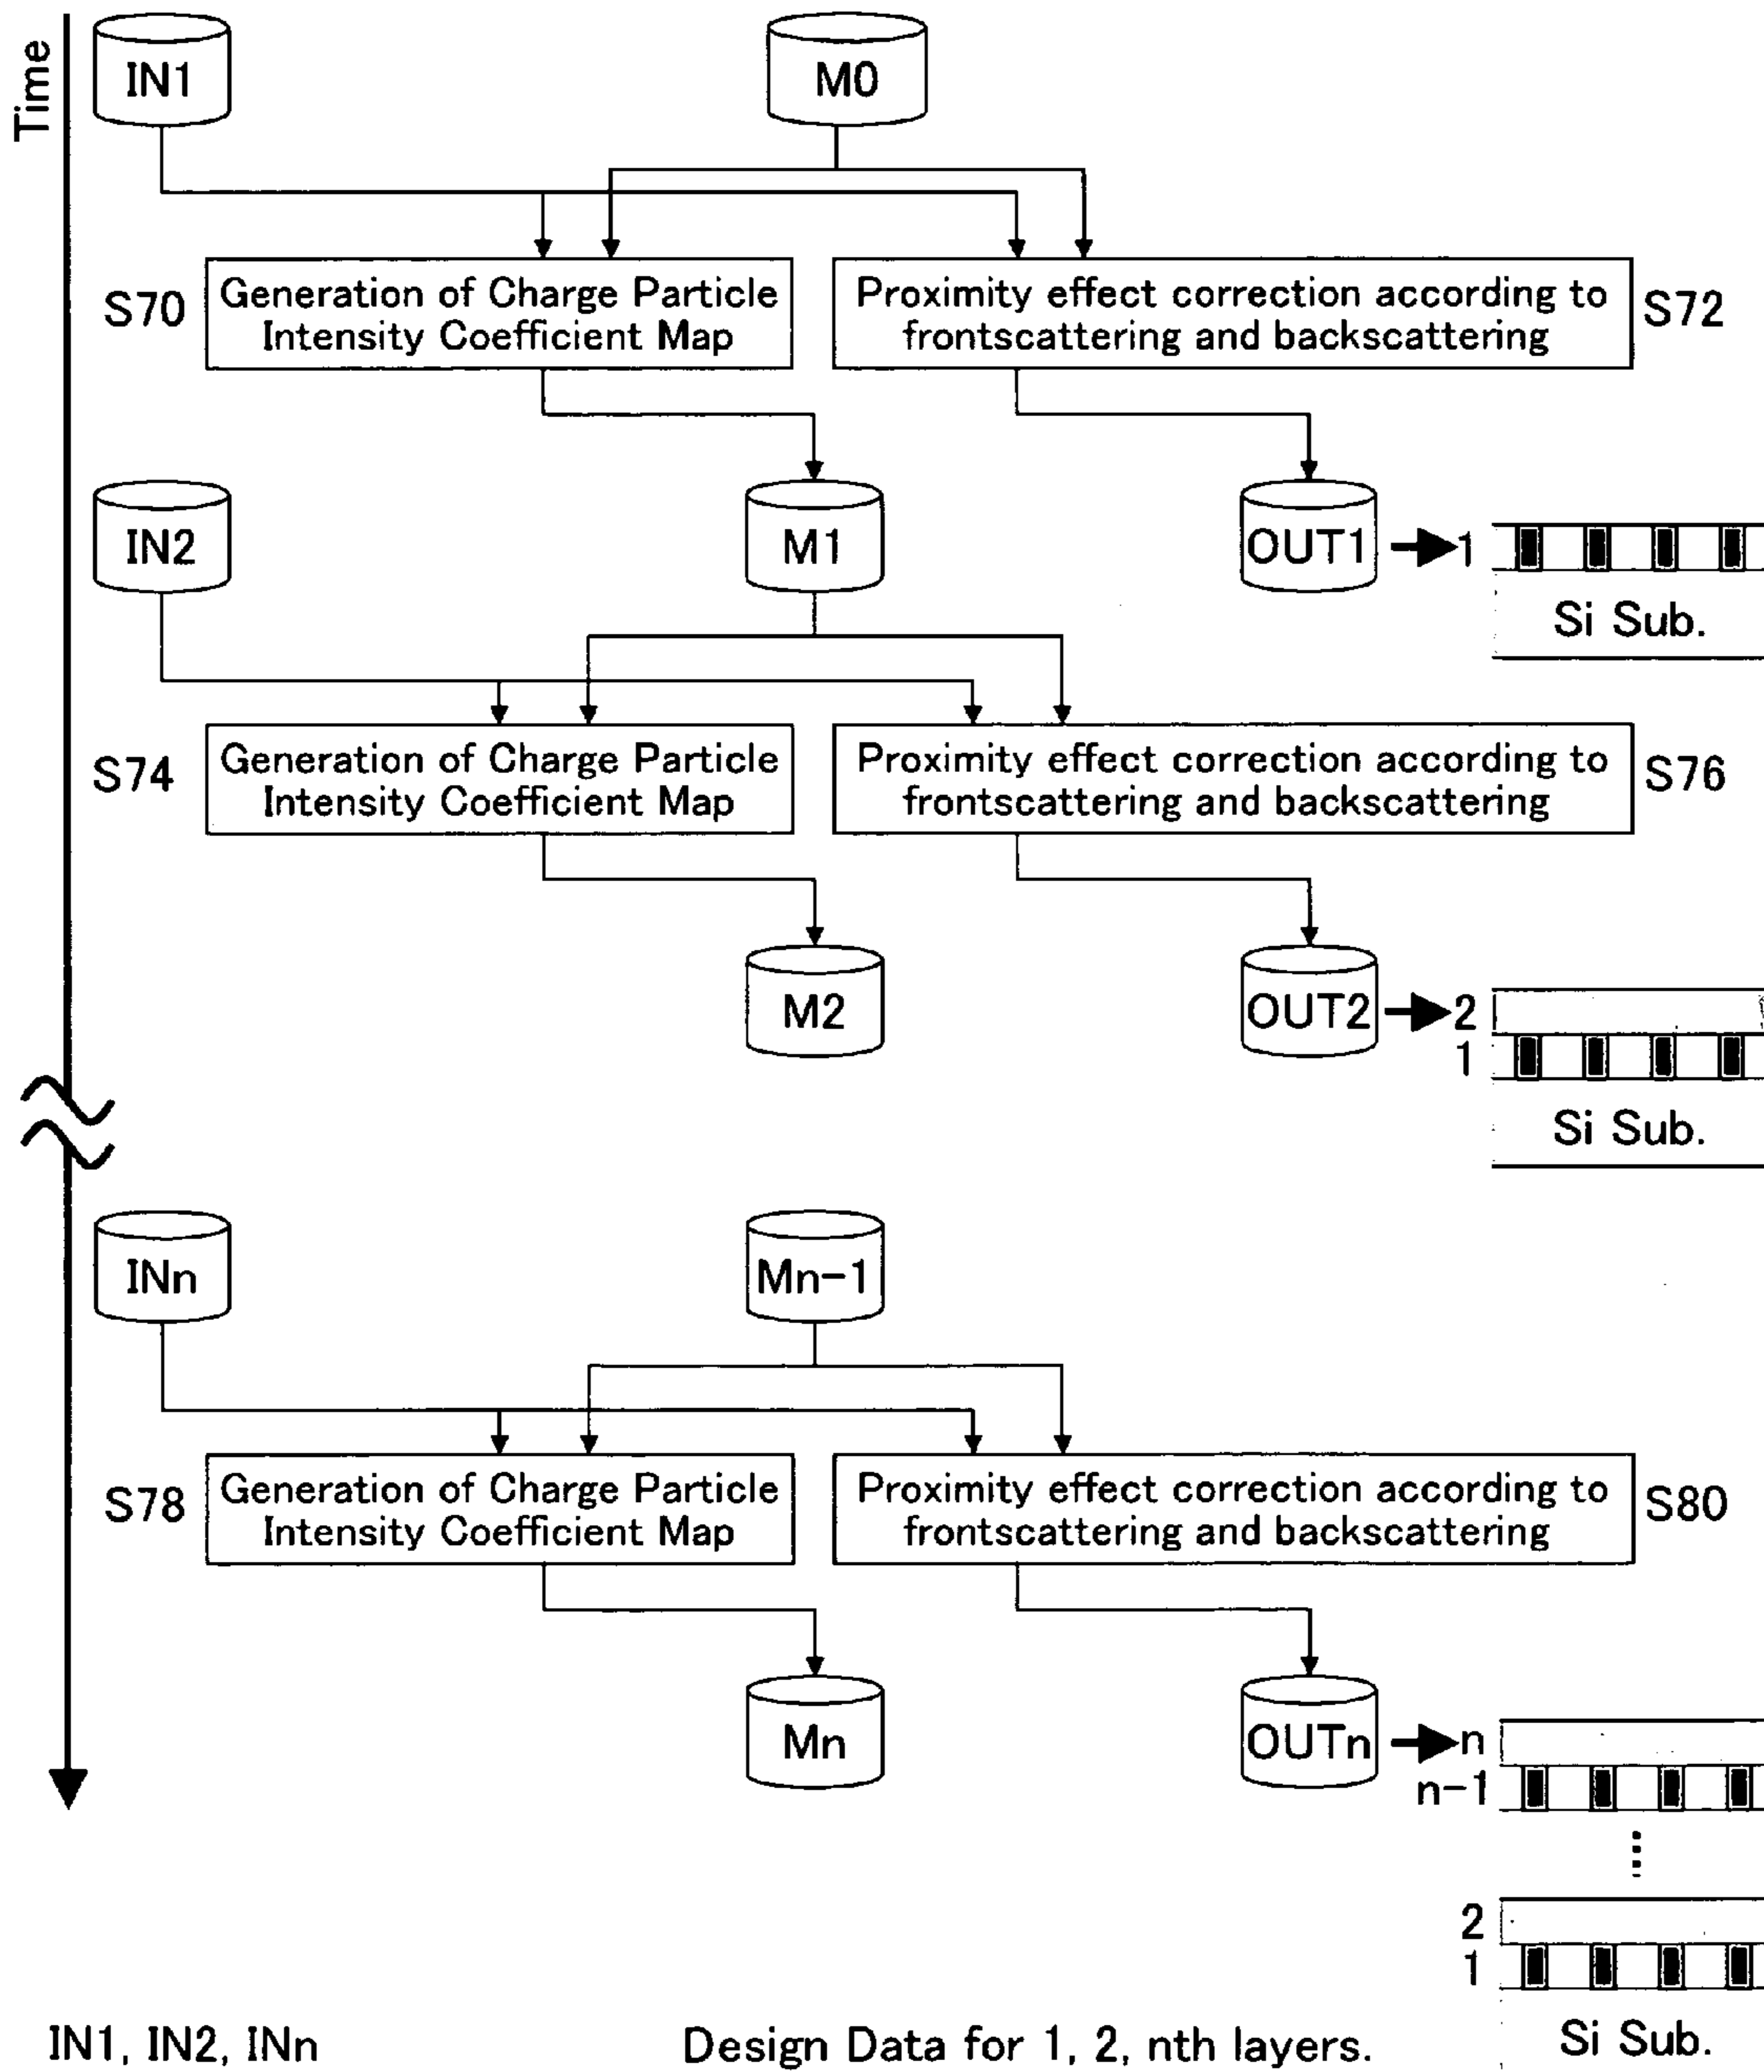 Time
IN1
M0
S70
Generation of Charge Particle
Intensity Coefficient Map
Proximity effect correction according to
frontscattering and backscattering
S72
IN2
M1
OUT1
1
Si Sub.
S74
Generation of Charge Particle
Intensity Coefficient Map
Proximity effect correction according to
frontscattering and backscattering
S76
M2
OUT2
2
1
Si Sub.
INn
Mn-1
S78
Generation of Charge Particle
Intensity Coefficient Map
Proximity effect correction according to
frontscattering and backscattering
S80
Mn
OUTn
n
n-1
2
1
Si Sub.
IN1, IN2, INn
Design Data for 1, 2, nth layers.